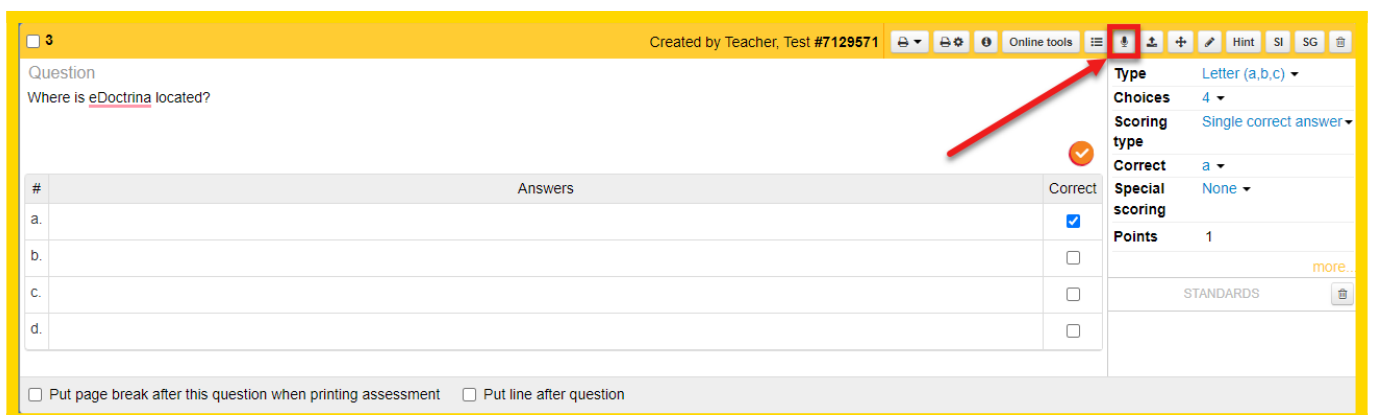 3 Created by Teacher, Test #7129571 Online tools Hint SI SG
Question
Where is eDoctrina located?
# Answers Correct
a.
b.
c.
d.
Type Letter (a,b,c)
Choices 4
Scoring type Single correct answer
Correct a
Special scoring None
Points 1
more...
STANDARDS
Put page break after this question when printing assessment Put line after question